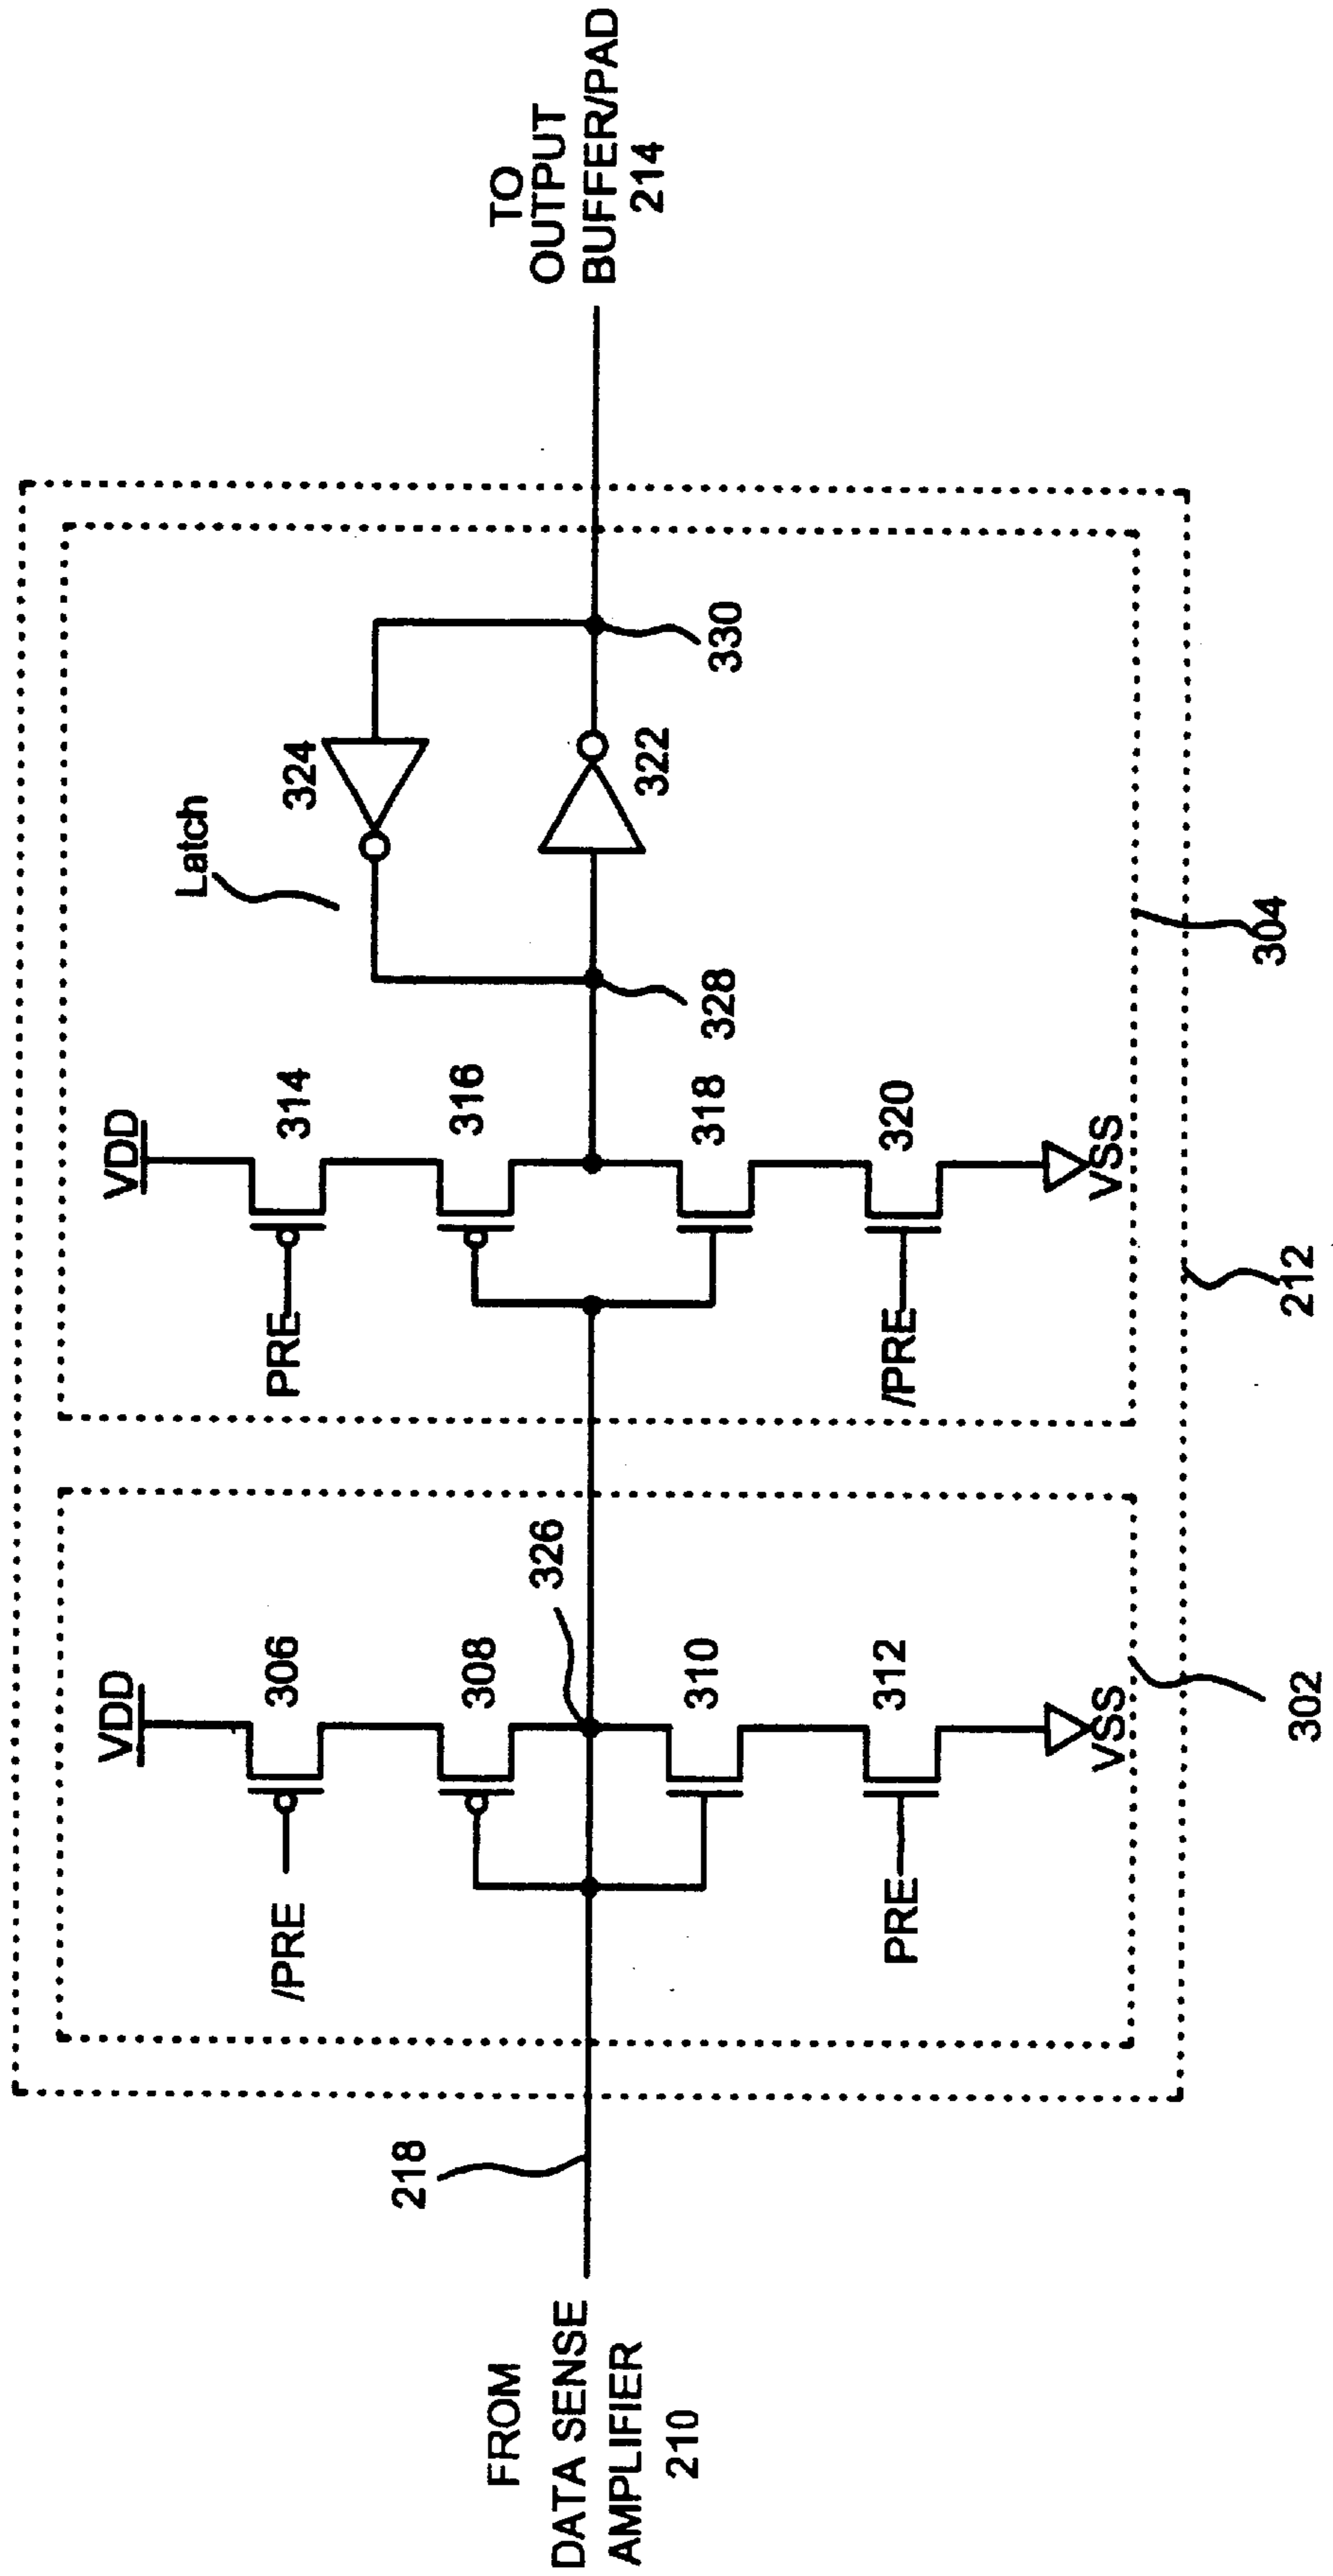 FROM
DATA SENSE
AMPLIFIER
210
218
/PRE
VDD
306
308
326
310
312
PRE
VSS
302
PRE
VDD
314
316
318
320
/PRE
VSS
212
304
328
Latch
324
322
330
TO
OUTPUT
BUFFER/PAD
214